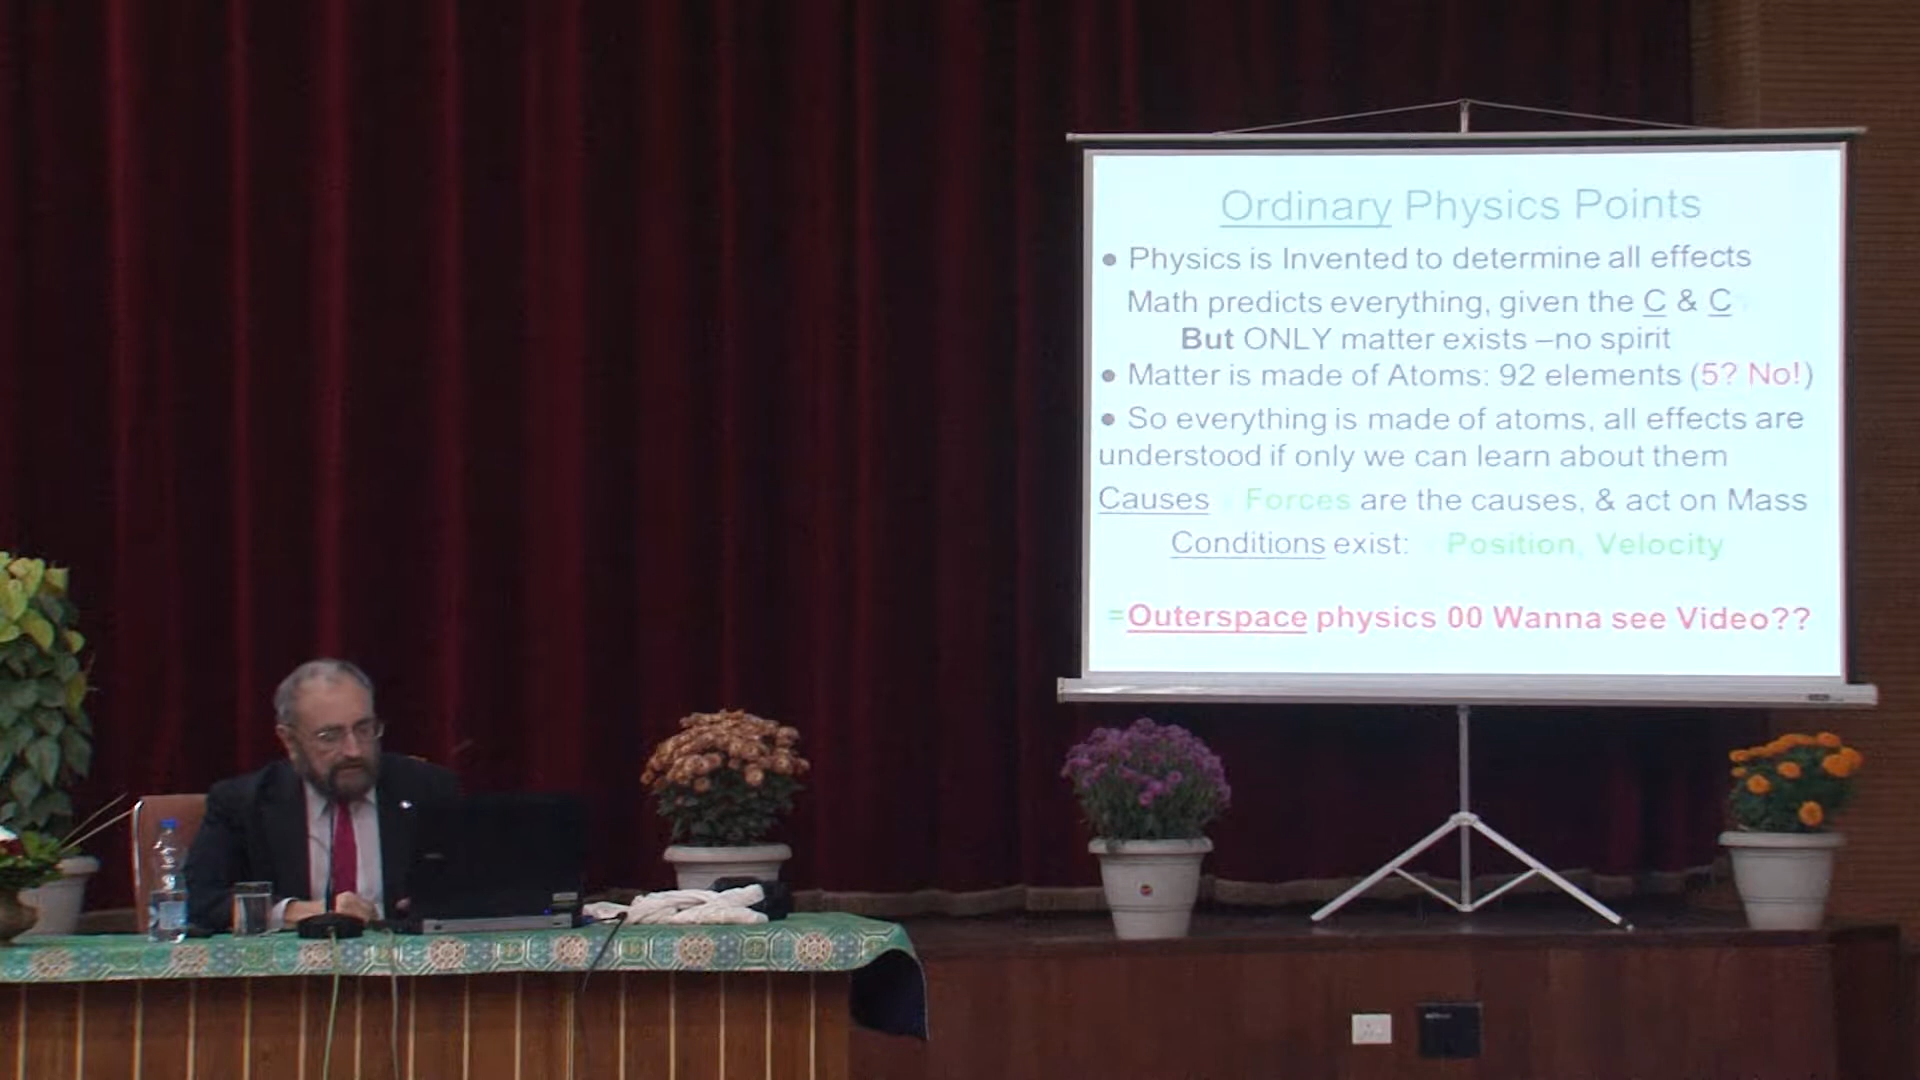 Ordinary Physics Points
● Physics is Invented to determine all effects
Math predicts everything, given the C & C
But ONLY matter exists –no spirit
● Matter is made of Atoms: 92 elements (5? No!)
● So everything is made of atoms, all effects are
understood if only we can learn about them
Causes Forces are the causes, & act on Mass
Conditions exist: Position, Velocity
=Outerspace physics 00 Wanna see Video??